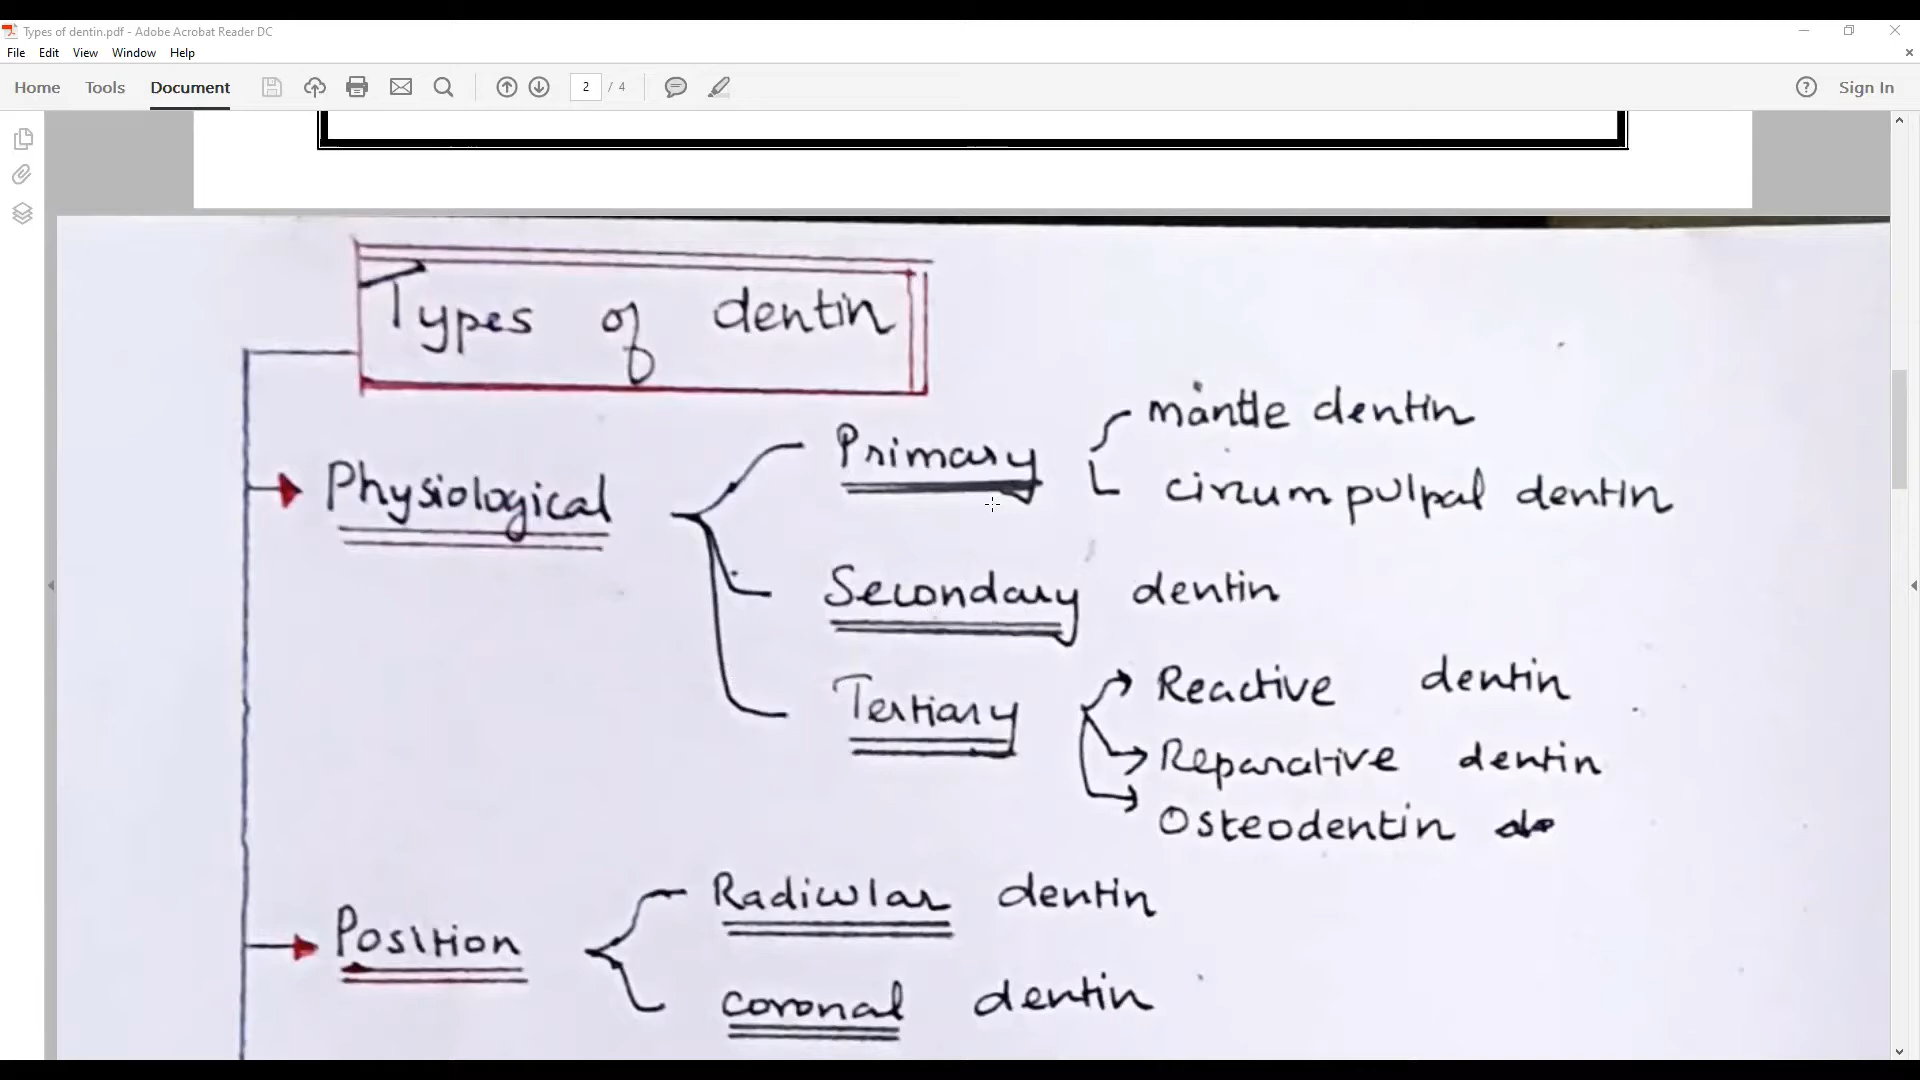 Types of dentin.pdf - Adobe Acrobat Reader DC
File Edit View Window Help
Home Tools Document 2 / 4 Sign In
Types of dentin
Physiological
Primary
mantle dentin
circumpulpal dentin
Secondary dentin
Tertiary
Reactive dentin
Reparative dentin
Osteodentin
Position
Radicular dentin
coronal dentin